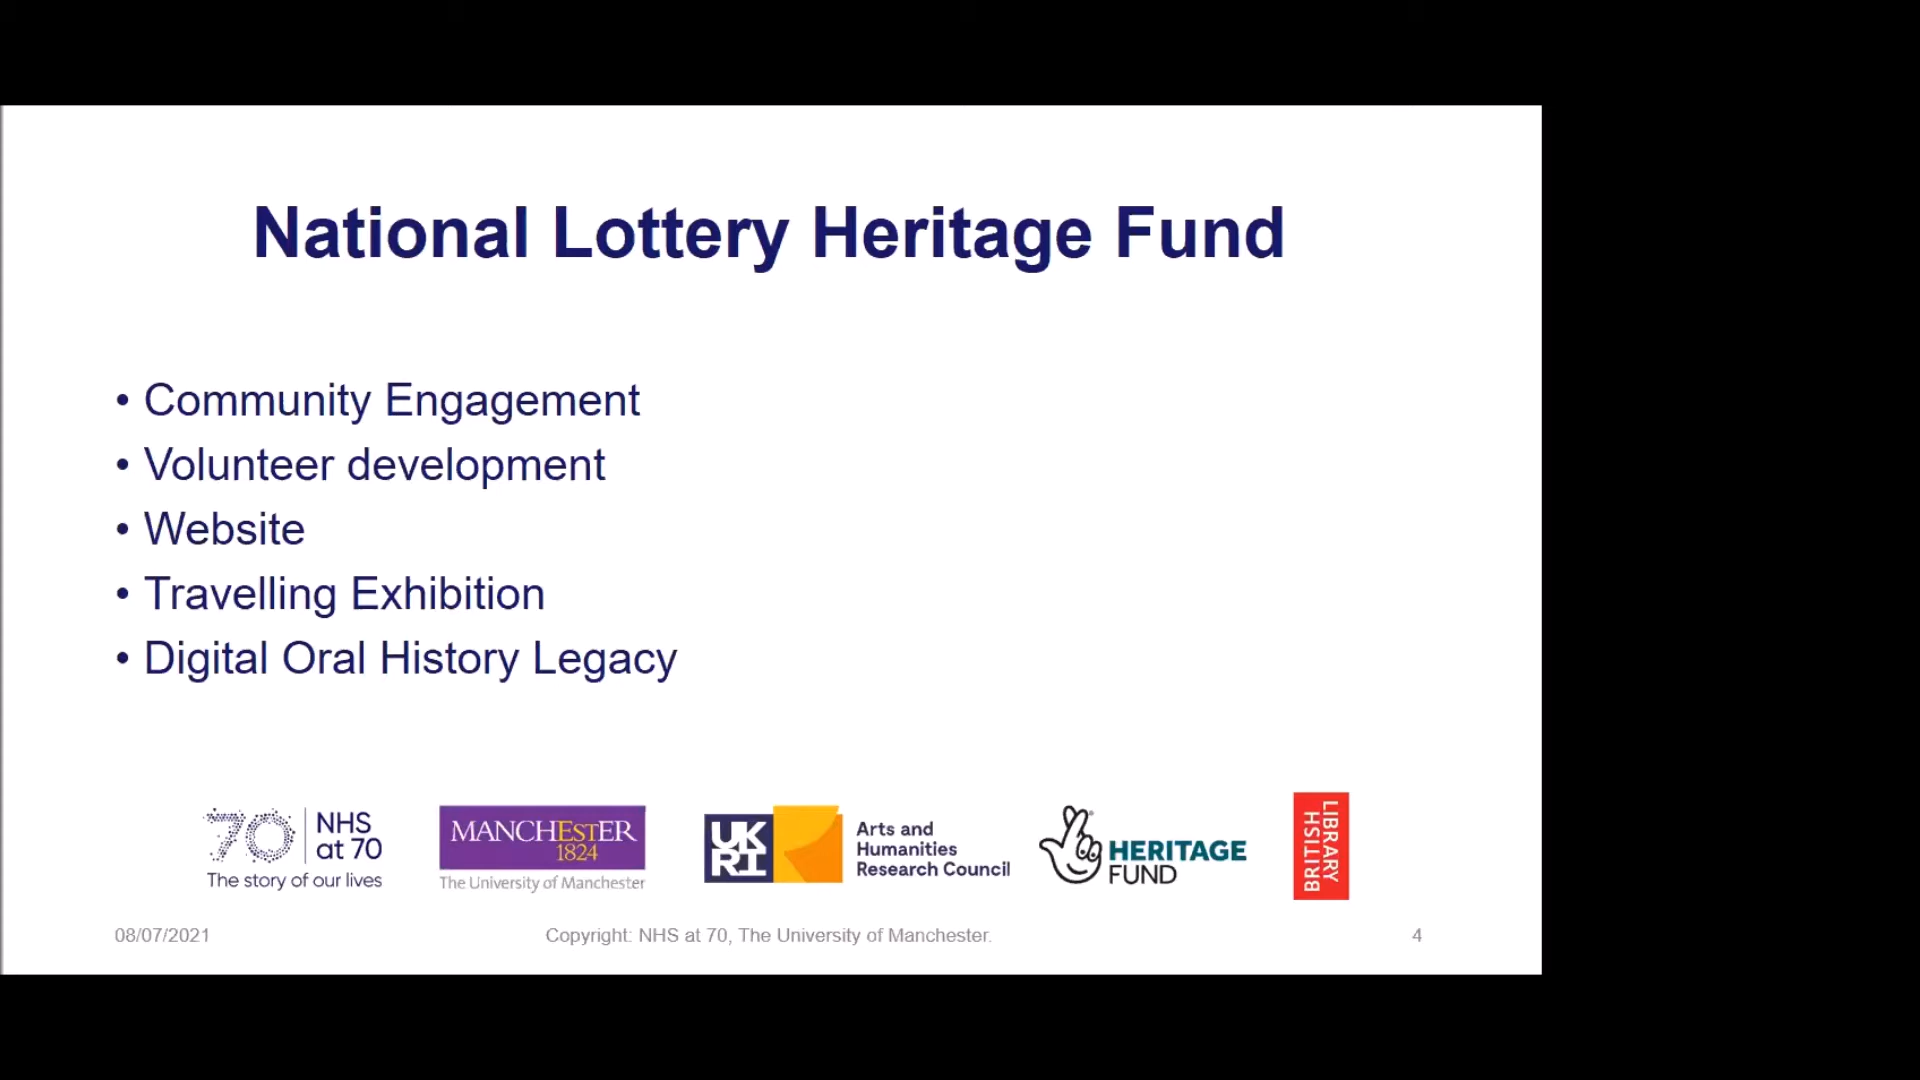 National Lottery Heritage Fund
• Community Engagement
• Volunteer development
• Website
• Travelling Exhibition
• Digital Oral History Legacy
70
NHS
at 70
The story of our lives
MANCHESTER
1824
The University of Manchester
UK
RI
Arts and
Humanities
Research Council
HERITAGE
FUND
BRITISH
LIBRARY
08/07/2021
Copyright: NHS at 70, The University of Manchester.
4